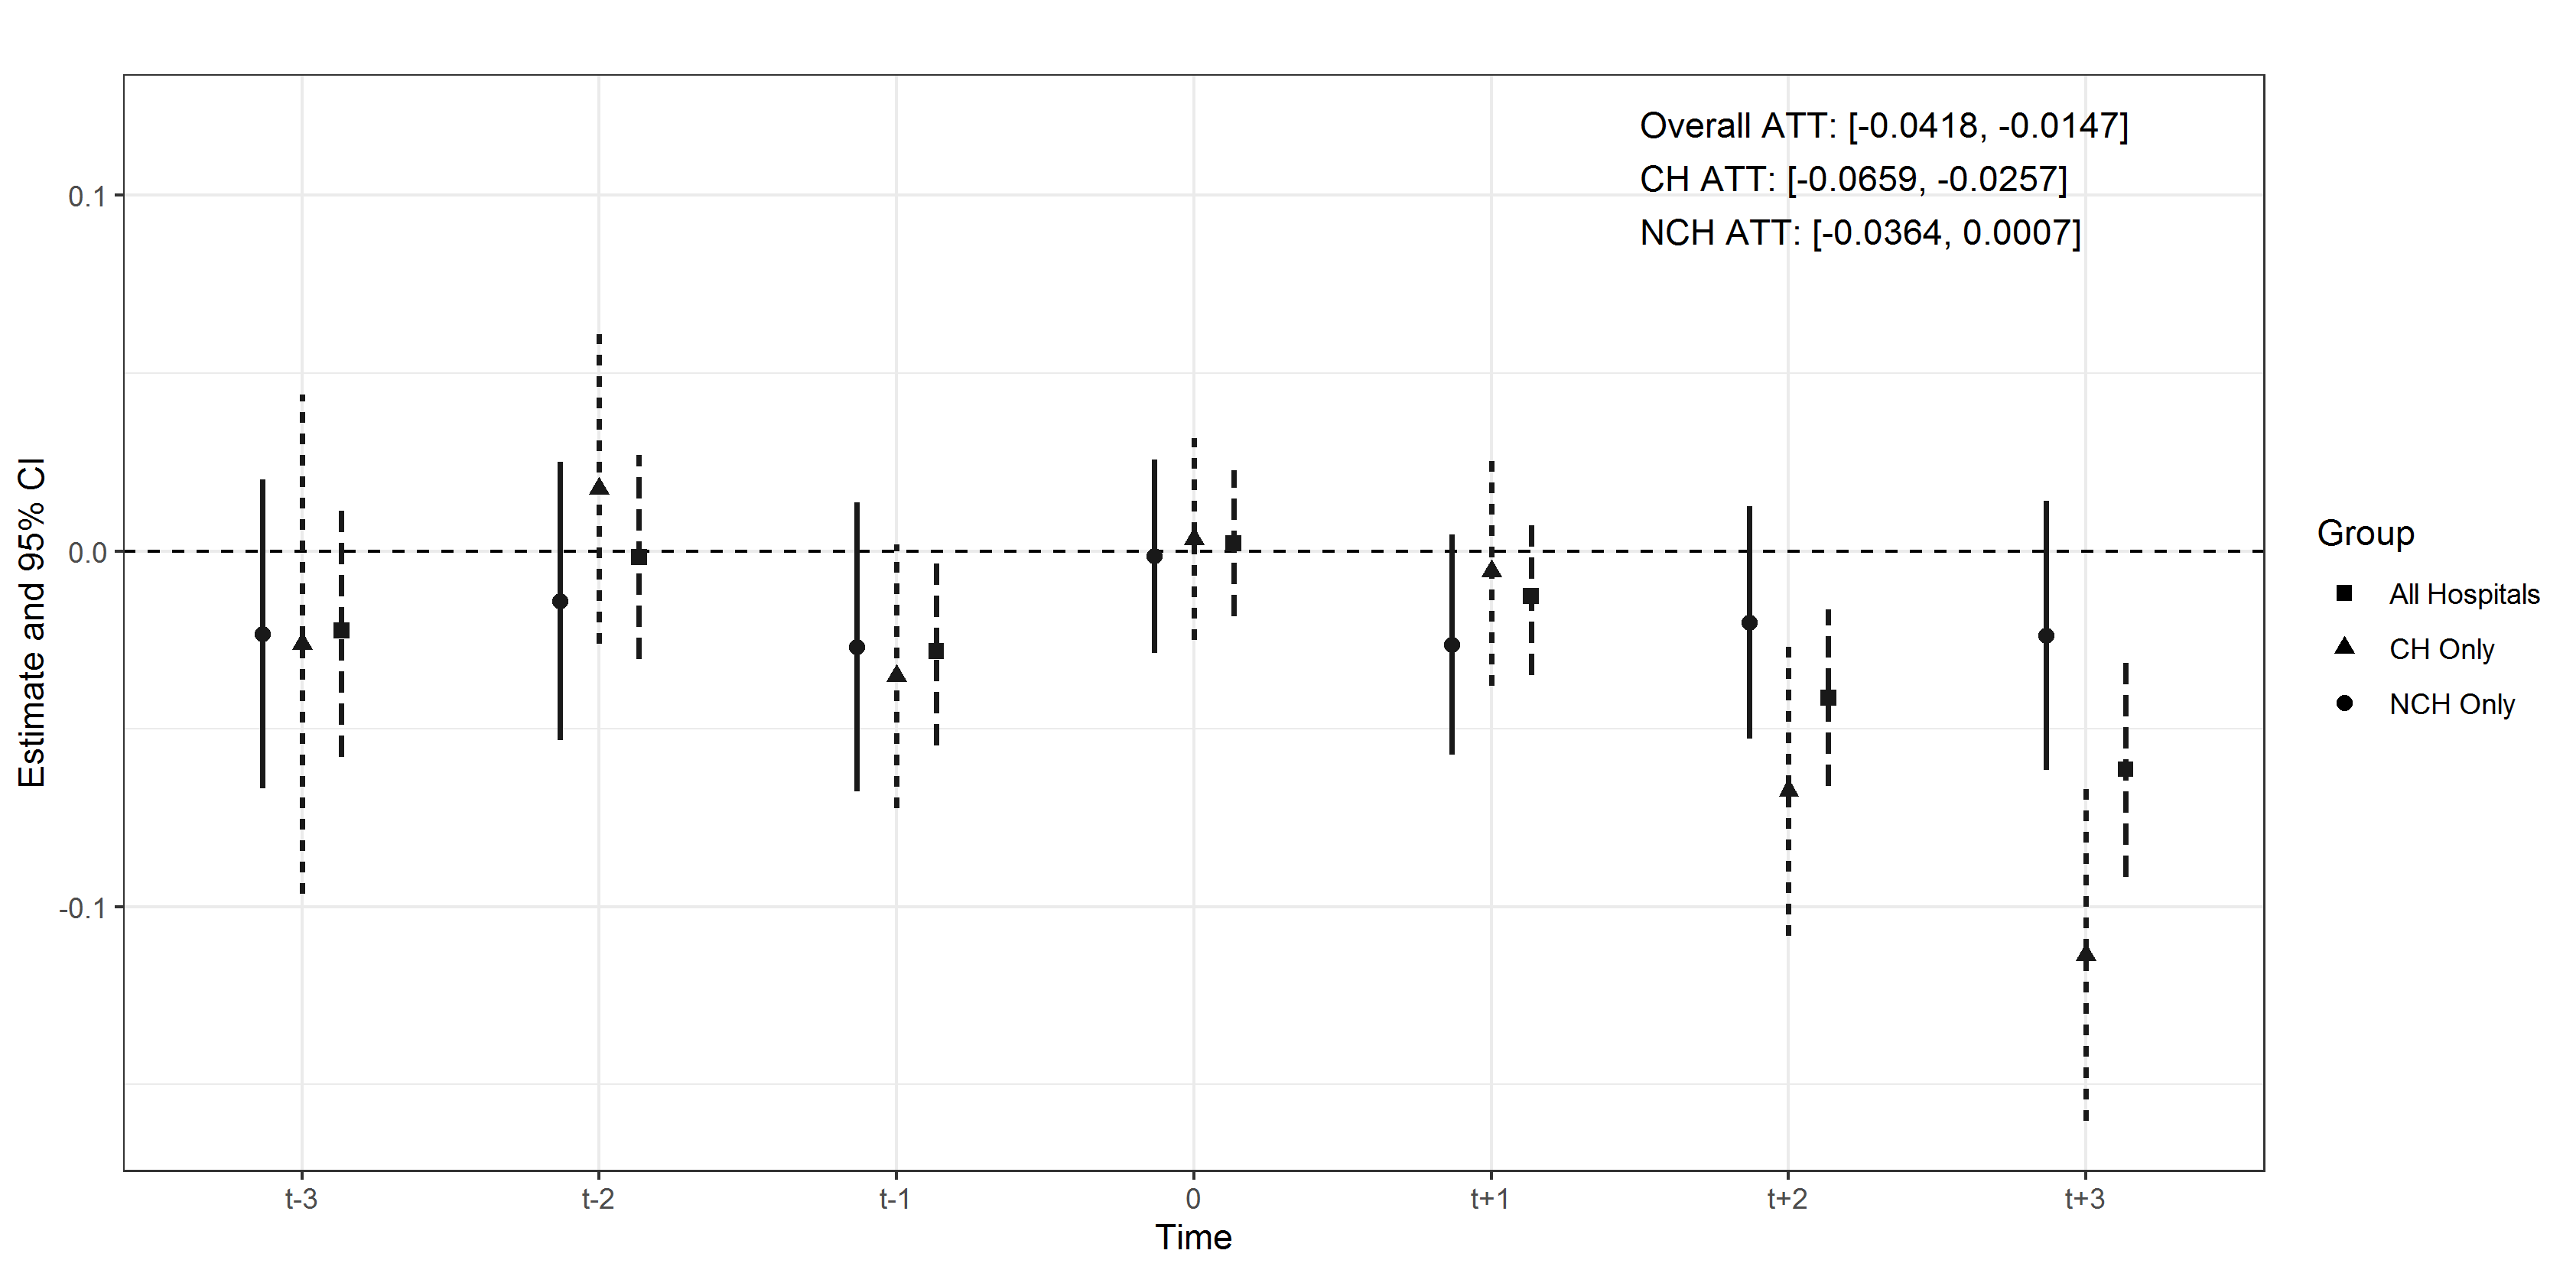 Overall ATT: [-0.0418, -0.0147]
CH ATT: [-0.0659, -0.0257]
NCH ATT: [-0.0364, 0.0007]
0.1
0.0
-0.1
Estimate and 95% CI
t-3
t-2
t-1
0
t+1
t+2
t+3
Time
Group
All Hospitals
CH Only
NCH Only